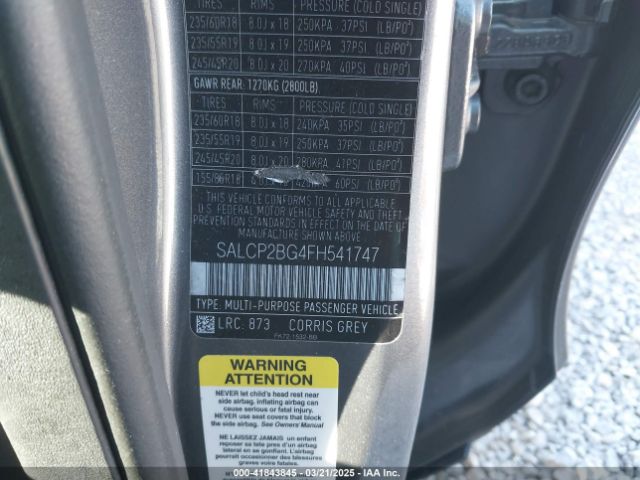 TIRES RIMS PRESSURE (COLD SINGLE)
235/60R18 8.0J x 18 250KPA 37PSI (LB/PO²)
235/55R19 8.0J x 19 250KPA 37PSI (LB/PO²)
245/45R20 8.0J x 20 270KPA 40PSI (LB/PO²)
GAWR REAR: 1270KG (2800LB)
TIRES RIMS PRESSURE (COLD SINGLE)
235/60R18 8.0J x 18 240KPA 35PSI (LB/PO²)
235/55R19 8.0J x 19 250KPA 37PSI (LB/PO²)
245/45R20 8.0J x 20 280KPA 41PSI (LB/PO²)
420KPA 60PSI (LB/PO²)
THIS VEHICLE CONFORMS TO ALL APPLICABLE
U.S. FEDERAL MOTOR VEHICLE SAFETY AND THEFT
PREVENTION STANDARDS IN EFFECT ON THE DATE OF
MANUFACTURE SHOWN ABOVE
SALCP2BG4FH541747
TYPE: MULTI-PURPOSE PASSENGER VEHICLE
LRC: 873 CORRIS GREY
WARNING
ATTENTION
NEVER let child's head rest near
side airbag. inflating airbag can
cause serious or fatal injury.
NEVER use seat covers that block
the side airbag. See Owners Manual
NE LAISSEZ JAMAIS un enfant
reposer sa tete pres d'un airbag
lateral en se gonflant. L'airbag
pourrait occasionner des blessures
00-41843845 - 03/21/2025 - IAA Inc.